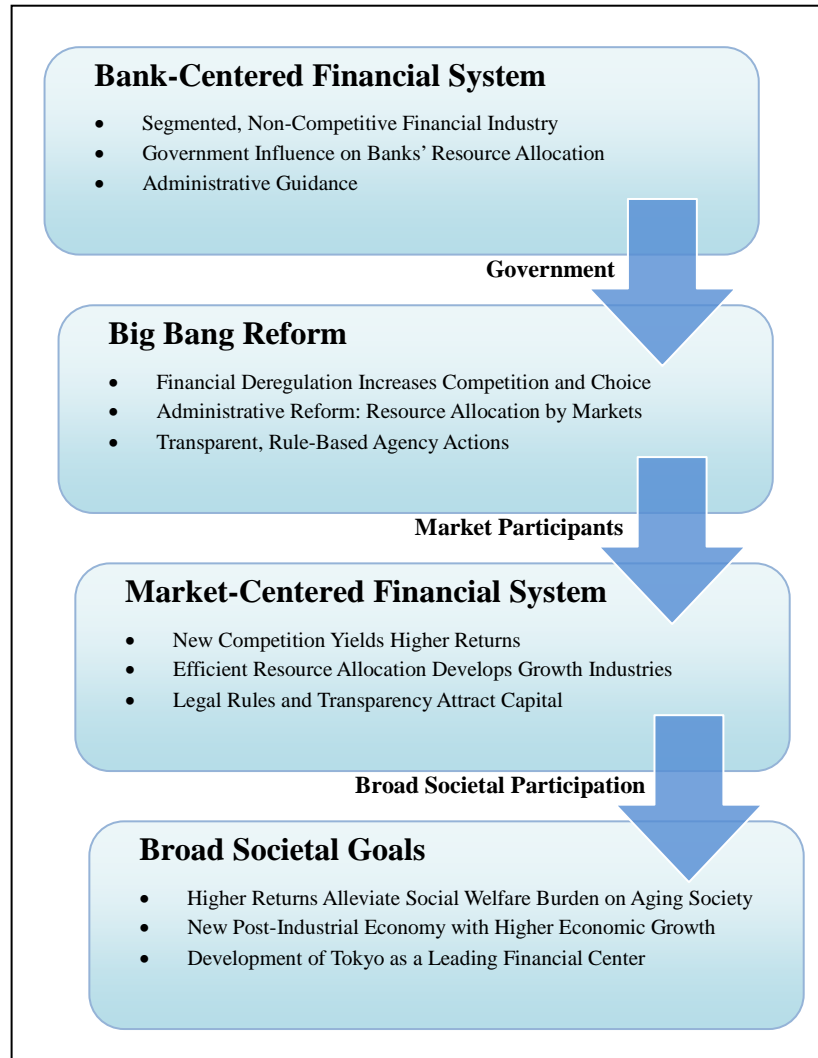 Bank-Centered Financial System
• Segmented, Non-Competitive Financial Industry
• Government Influence on Banks' Resource Allocation
• Administrative Guidance
Government
Big Bang Reform
• Financial Deregulation Increases Competition and Choice
• Administrative Reform: Resource Allocation by Markets
• Transparent, Rule-Based Agency Actions
Market Participants
Market-Centered Financial System
• New Competition Yields Higher Returns
• Efficient Resource Allocation Develops Growth Industries
• Legal Rules and Transparency Attract Capital
Broad Societal Participation
Broad Societal Goals
• Higher Returns Alleviate Social Welfare Burden on Aging Society
• New Post-Industrial Economy with Higher Economic Growth
• Development of Tokyo as a Leading Financial Center